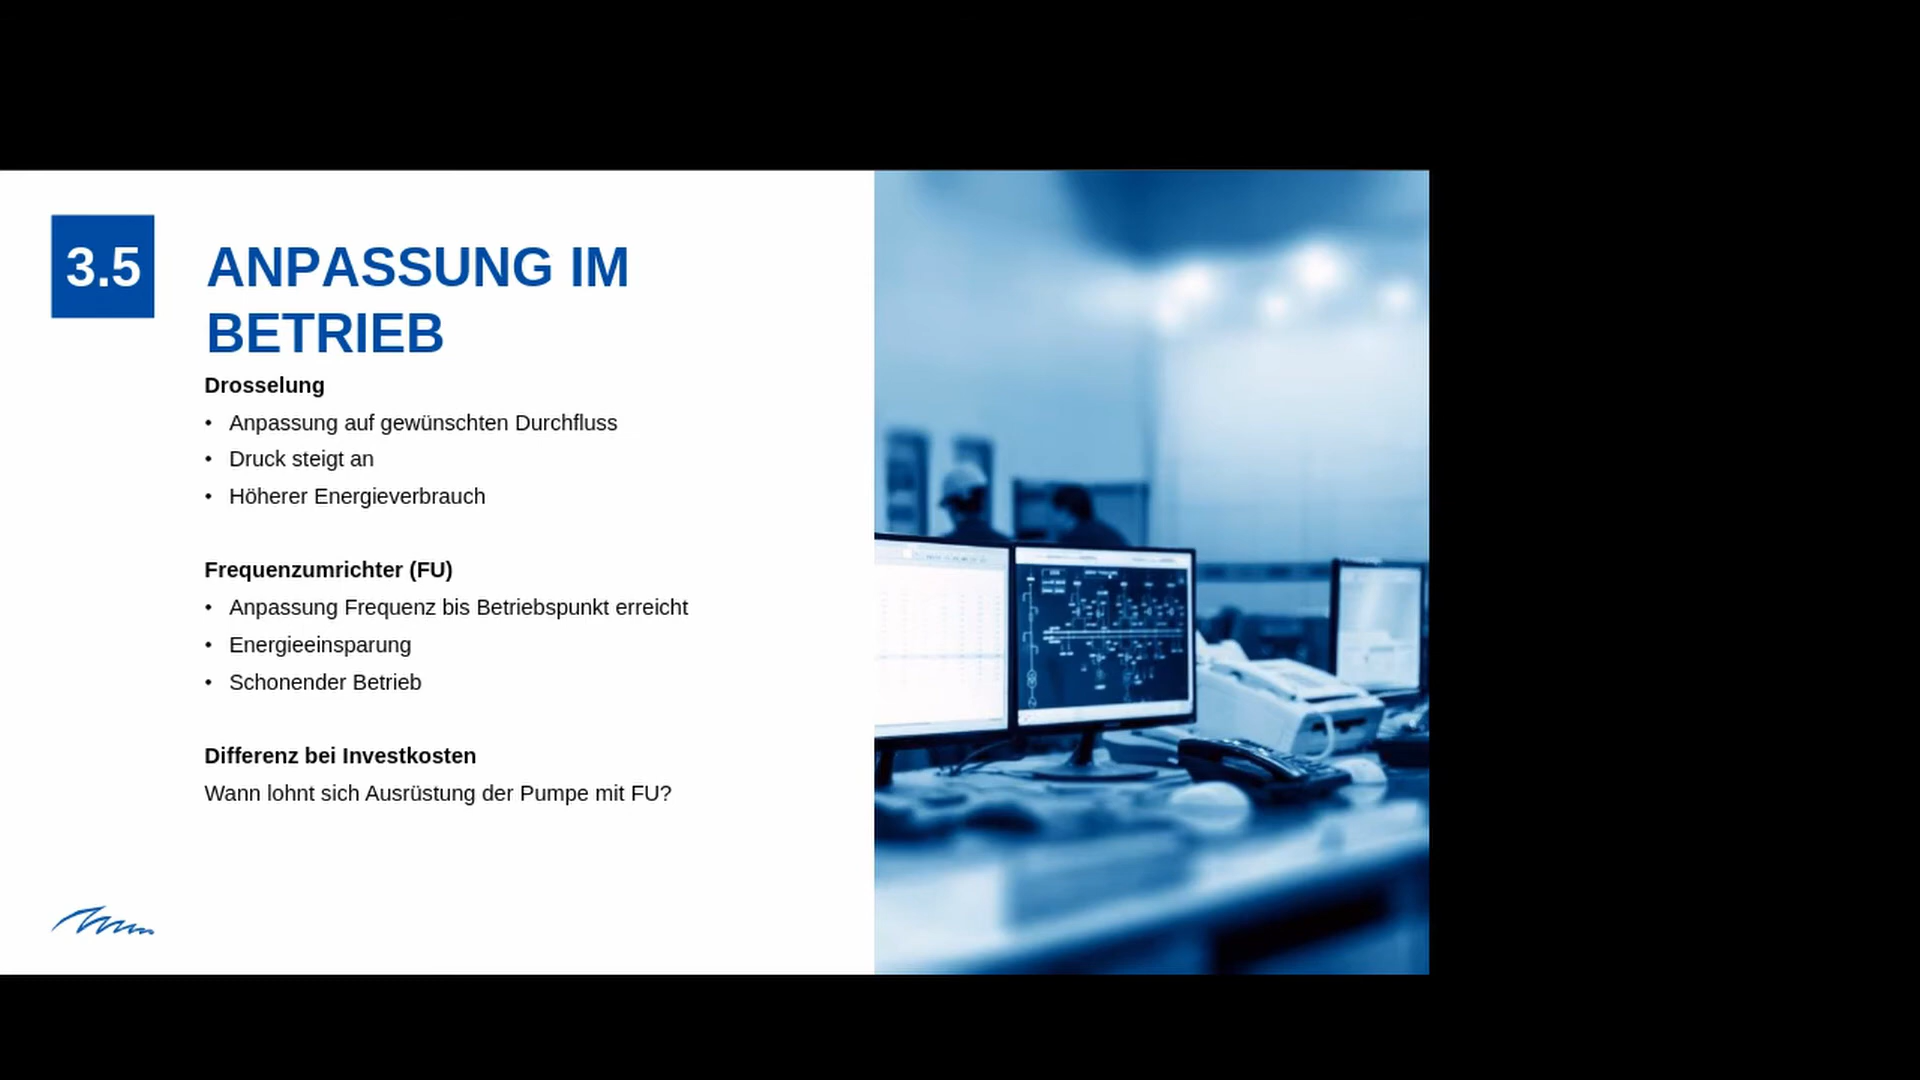 3.5
ANPASSUNG IM
BETRIEB
Drosselung
• Anpassung auf gewünschten Durchfluss
• Druck steigt an
• Höherer Energieverbrauch
Frequenzumrichter (FU)
• Anpassung Frequenz bis Betriebspunkt erreicht
• Energieeinsparung
• Schonender Betrieb
Differenz bei Investkosten
Wann lohnt sich Ausrüstung der Pumpe mit FU?